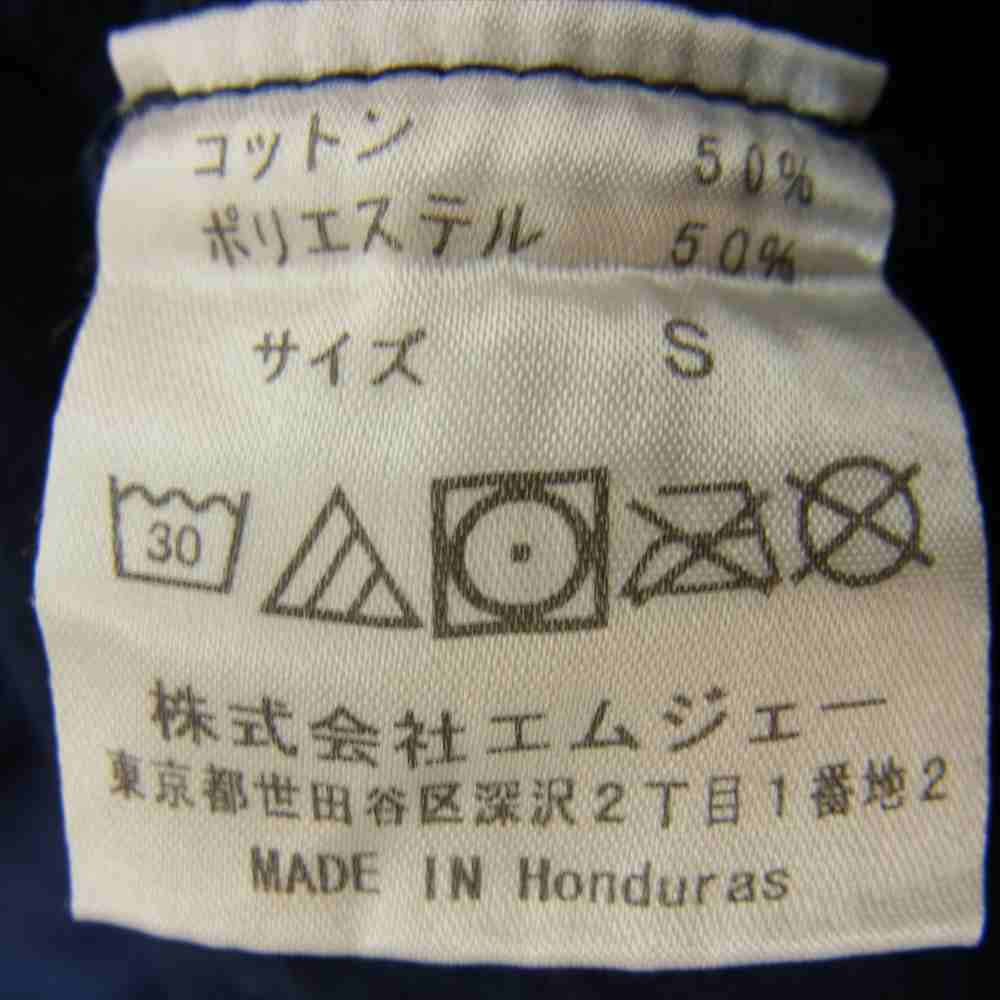 コットン 50%
ポリエステル 50%
サイズ S
30
株式会社エムジェー
東京都世田谷区深沢2丁目1番地2
MADE IN Honduras